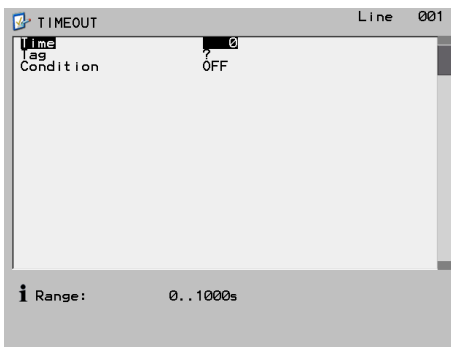 TIMEOUT Line 001
Time 0
Tag ?
Condition OFF
i Range: 0..1000s